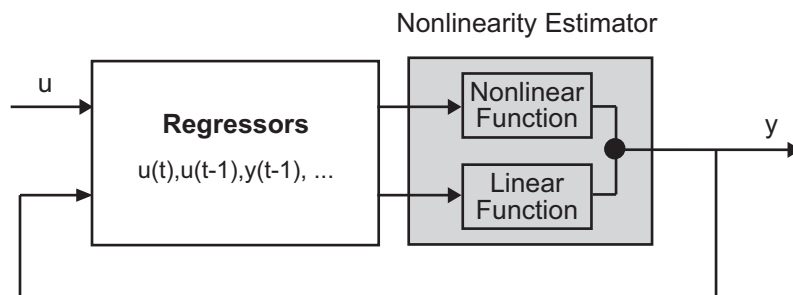 Nonlinearity Estimator
u
Regressors
u(t),u(t-1),y(t-1), ...
Nonlinear
Function
Linear
Function
y